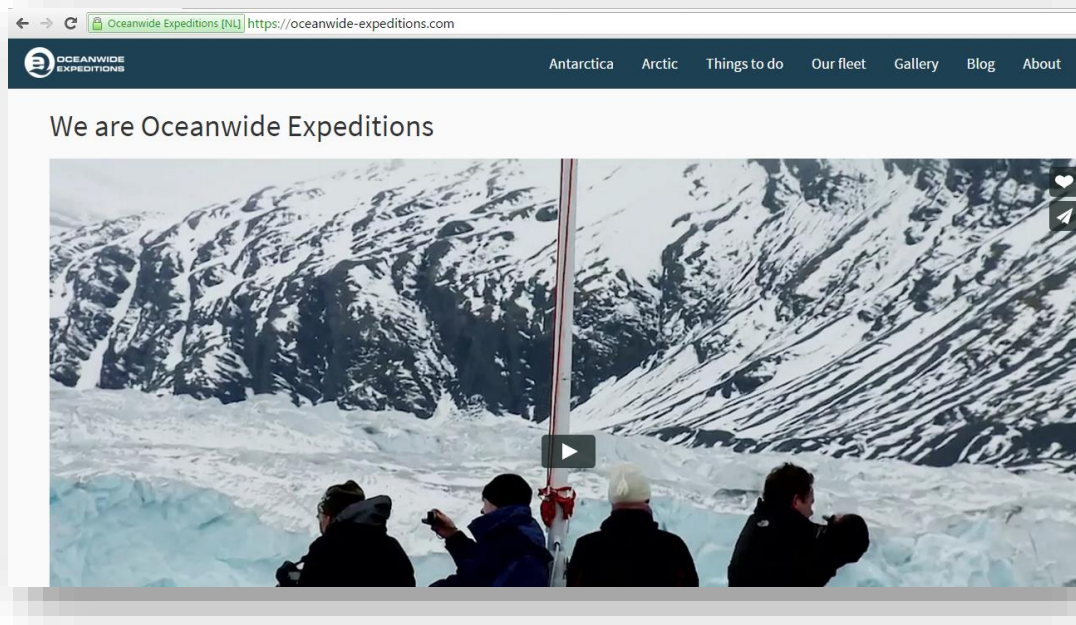 Oceanwide Expeditions [NL] https://oceanwide-expeditions.com
OCEANWIDE
EXPEDITIONS
Antarctica Arctic Things to do Our fleet Gallery Blog About
We are Oceanwide Expeditions